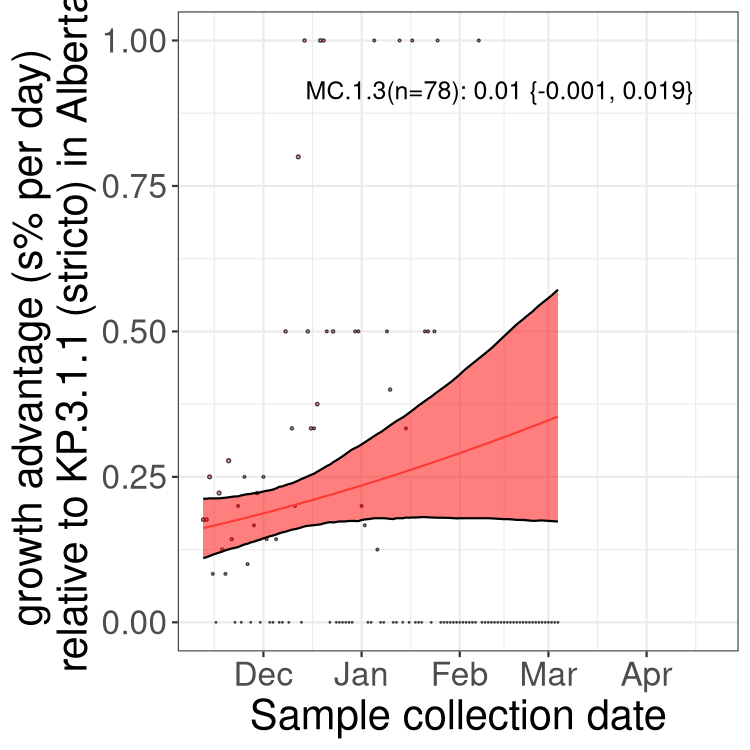 growth advantage (s% per day)
relative to KP.3.1.1 (stricto) in Alberta
1.00
0.75
0.50
0.25
0.00
MC.1.3(n=78): 0.01 {-0.001, 0.019}
Dec Jan Feb Mar Apr
Sample collection date